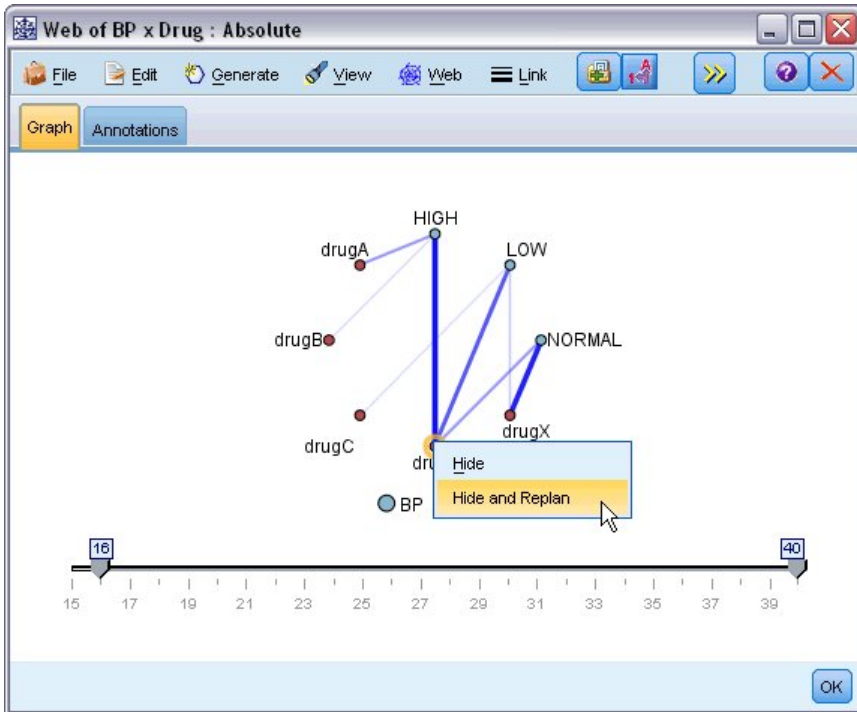 Web of BP x Drug : Absolute
File Edit Generate View Web Link
Graph Annotations
HIGH
drugA
LOW
drugB
NORMAL
drugC
drugX
Hide
Hide and Replan
BP
16 40
15 17 19 21 23 25 27 29 31 33 35 37 39
OK